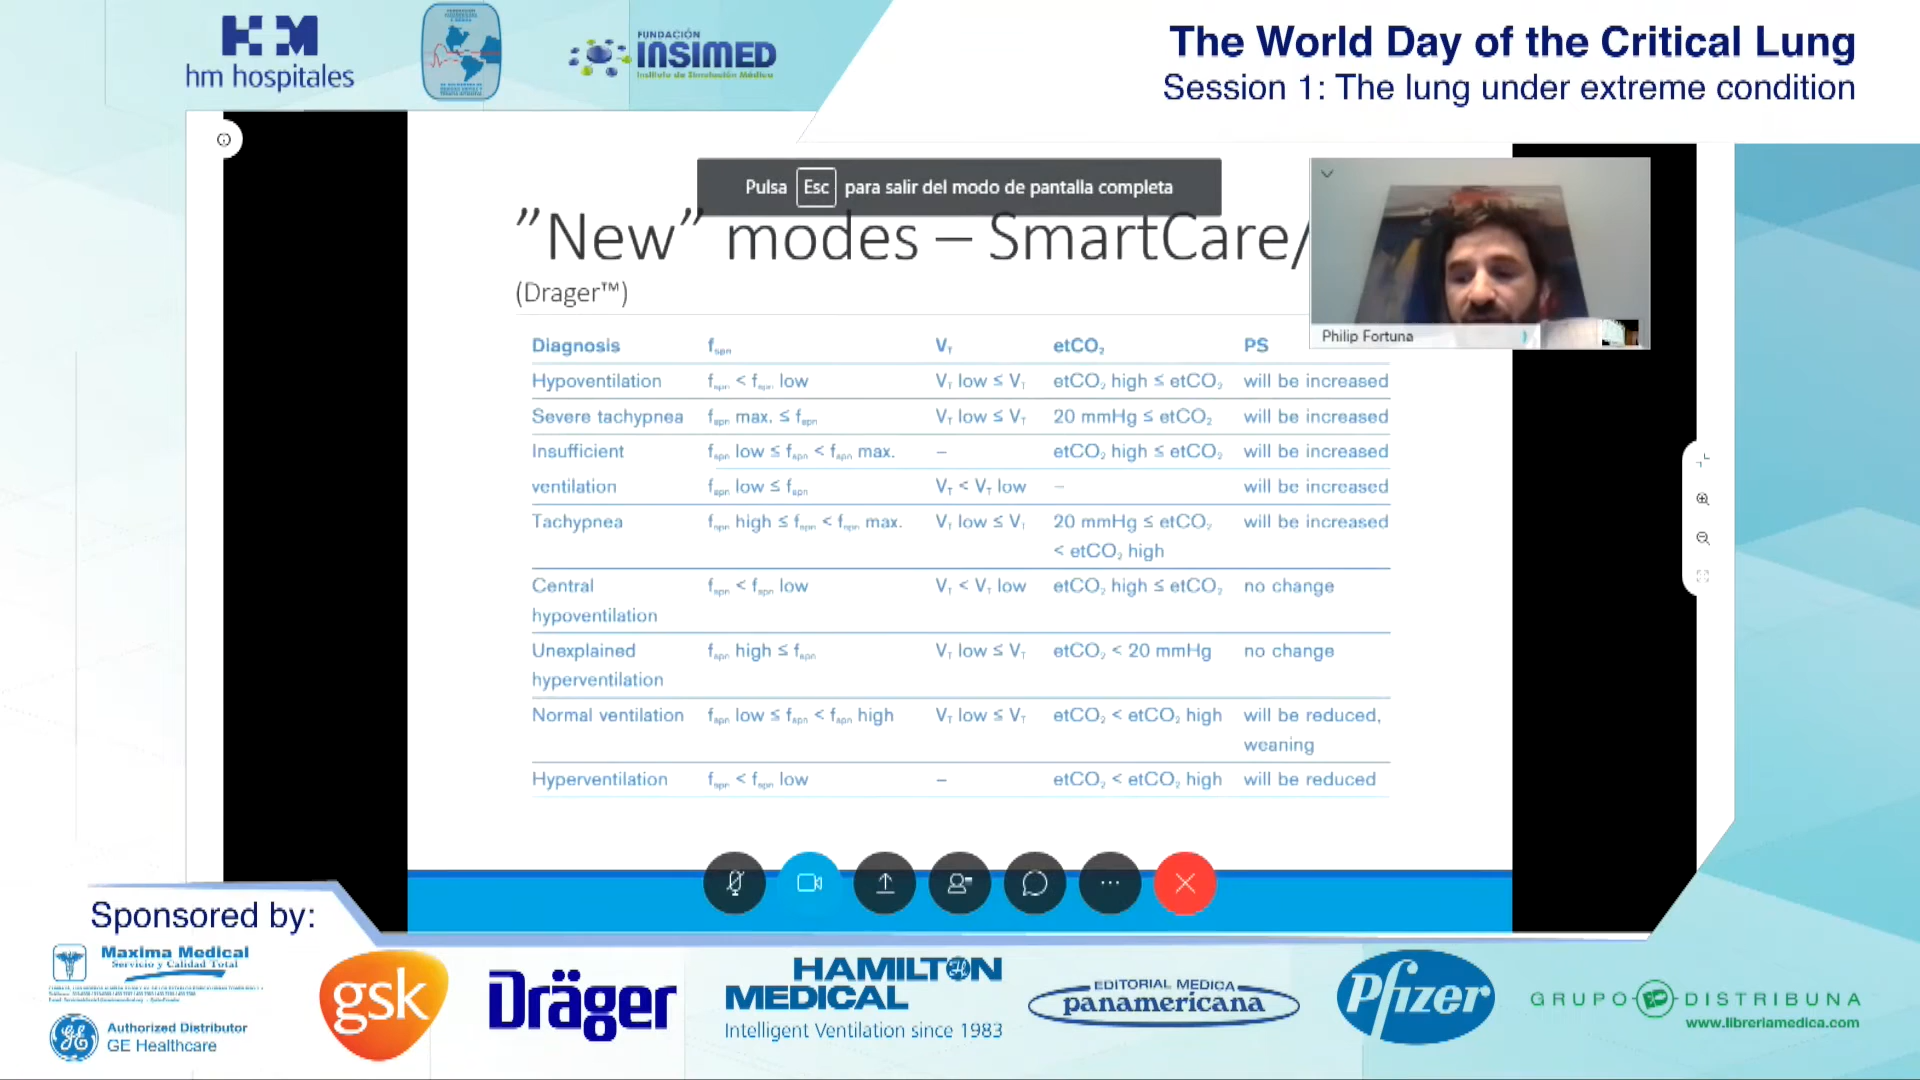 hm hospitales
FUNDACIÓN
INSIMED
Instituto de Simulación Médica
The World Day of the Critical Lung
Session 1: The lung under extreme condition
Pulsa Esc para salir del modo de pantalla completa
”New” modes – SmartCare/
(Drager™)
Philip Fortuna
Diagnosis fspn VT etCO2 PS
Hypoventilation fspn < fspn low VT low ≤ VT etCO2 high ≤ etCO2 will be increased
Severe tachypnea fspn max. ≤ fspn VT low ≤ VT 20 mmHg ≤ etCO2 will be increased
Insufficient fspn low ≤ fspn < fspn max. – etCO2 high ≤ etCO2 will be increased
ventilation fspn low ≤ fspn VT < VT low – will be increased
Tachypnea fspn high ≤ fspn < fspn max. VT low ≤ VT 20 mmHg ≤ etCO2 will be increased
< etCO2 high
Central fspn < fspn low VT < VT low etCO2 high ≤ etCO2 no change
hypoventilation
Unexplained fspn high ≤ fspn VT low ≤ VT etCO2 < 20 mmHg no change
hyperventilation
Normal ventilation fspn low ≤ fspn < fspn high VT low ≤ VT etCO2 < etCO2 high will be reduced,
weaning
Hyperventilation fspn < fspn low – etCO2 < etCO2 high will be reduced
Sponsored by:
Maxima Medical
Servicio y Calidad Total
GE
Authorized Distributor
GE Healthcare
gsk
Dräger
HAMILTON
MEDICAL
Intelligent Ventilation since 1983
EDITORIAL MEDICA
panamericana
Pfizer
GRUPO DISTRIBUNA
www.libreriamedica.com